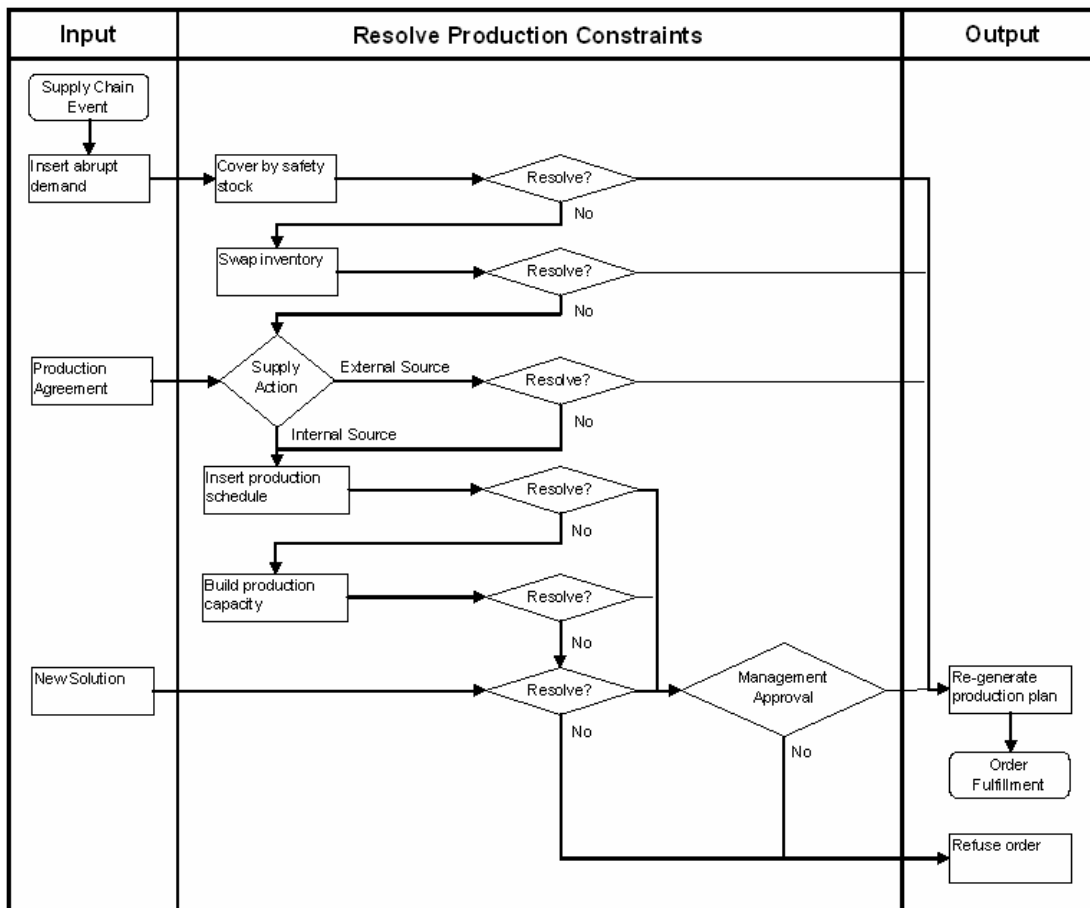 Input
Resolve Production Constraints
Output
Supply Chain
Event
Insert abrupt
demand
Cover by safety
stock
Resolve?
No
Swap inventory
Resolve?
No
Production
Agreement
Supply
Action
External Source
Resolve?
No
Internal Source
Insert production
schedule
Resolve?
No
Build production
capacity
Resolve?
No
New Solution
Resolve?
No
Management
Approval
No
Re-generate
production plan
Order
Fulfillment
Refuse order